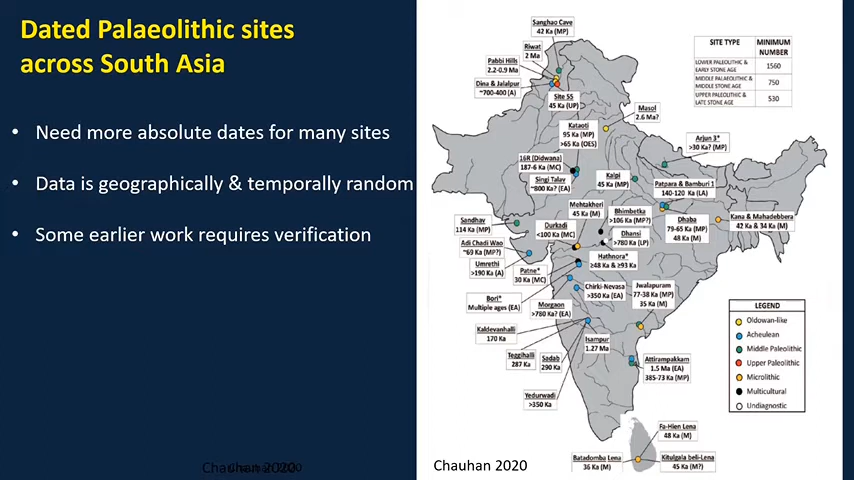 Dated Palaeolithic sites
across South Asia
• Need more absolute dates for many sites
• Data is geographically & temporally random
• Some earlier work requires verification
Chauhan 2020
Sanghao Cave
42 Ka (MP)
Riwat
2 Ma
Pabbi Hills
2.2-0.9 Ma
Dina & Jalalpur
~700-400 (A)
Site 55
45 Ka (UP)
SITE TYPE MINIMUM NUMBER
LOWER PALEOLITHIC & EARLY STONE AGE 1560
MIDDLE PALAEOLITHIC & MIDDLE STONE AGE 750
UPPER PALEOLITHIC & LATE STONE AGE 530
Masol
2.6 Ma?
Kataoti
95 Ka (MP)
>65 Ka (OES)
Arjun 3*
>30 Ka? (MP)
16R (Didwana)
187-6 Ka (MC)
Singi Talav
~800 Ka? (EA)
Kalpi
45 Ka (MP)
Patpara & Bamburi 1
140-120 Ka (LA)
Mehtakheri
45 Ka (M)
Bhimbetka
>106 Ka (MP?)
Dhaba
79-65 Ka (MP)
48 Ka (M)
Kana & Mahadebbera
42 Ka & 34 Ka (M)
Sandhav
114 Ka (MP)
Durkadi
<100 Ka (MC)
Dhansi
>780 Ka (LP)
Adi Chadi Wao
~69 Ka (MP?)
Hathnora*
≥48 Ka & ≥93 Ka
Umrethi
>190 Ka (A)
Patne*
30 Ka (MC)
Chirki-Nevasa
>350 Ka (EA)
Jwalapuram
77-38 Ka (MP)
35 Ka (M)
Bori*
Multiple ages (EA)
Morgaon
>780 Ka? (EA)
Kaldevanhalli
170 Ka
Isampur
1.27 Ma
Teggihalli
287 Ka
Sadab
290 Ka
Attirampakkam
1.5 Ma (EA)
385-73 Ka (MP)
Yedurwadi
>350 Ka
LEGEND
Oldowan-like
Acheulean
Middle Paleolithic
Upper Paleolithic
Microlithic
Multicultural
Undiagnostic
Fa-Hien Lena
48 Ka (M)
Batadomba Lena
36 Ka (M)
Kitulgala beli-Lena
45 Ka (M?)
Chauhan 2020